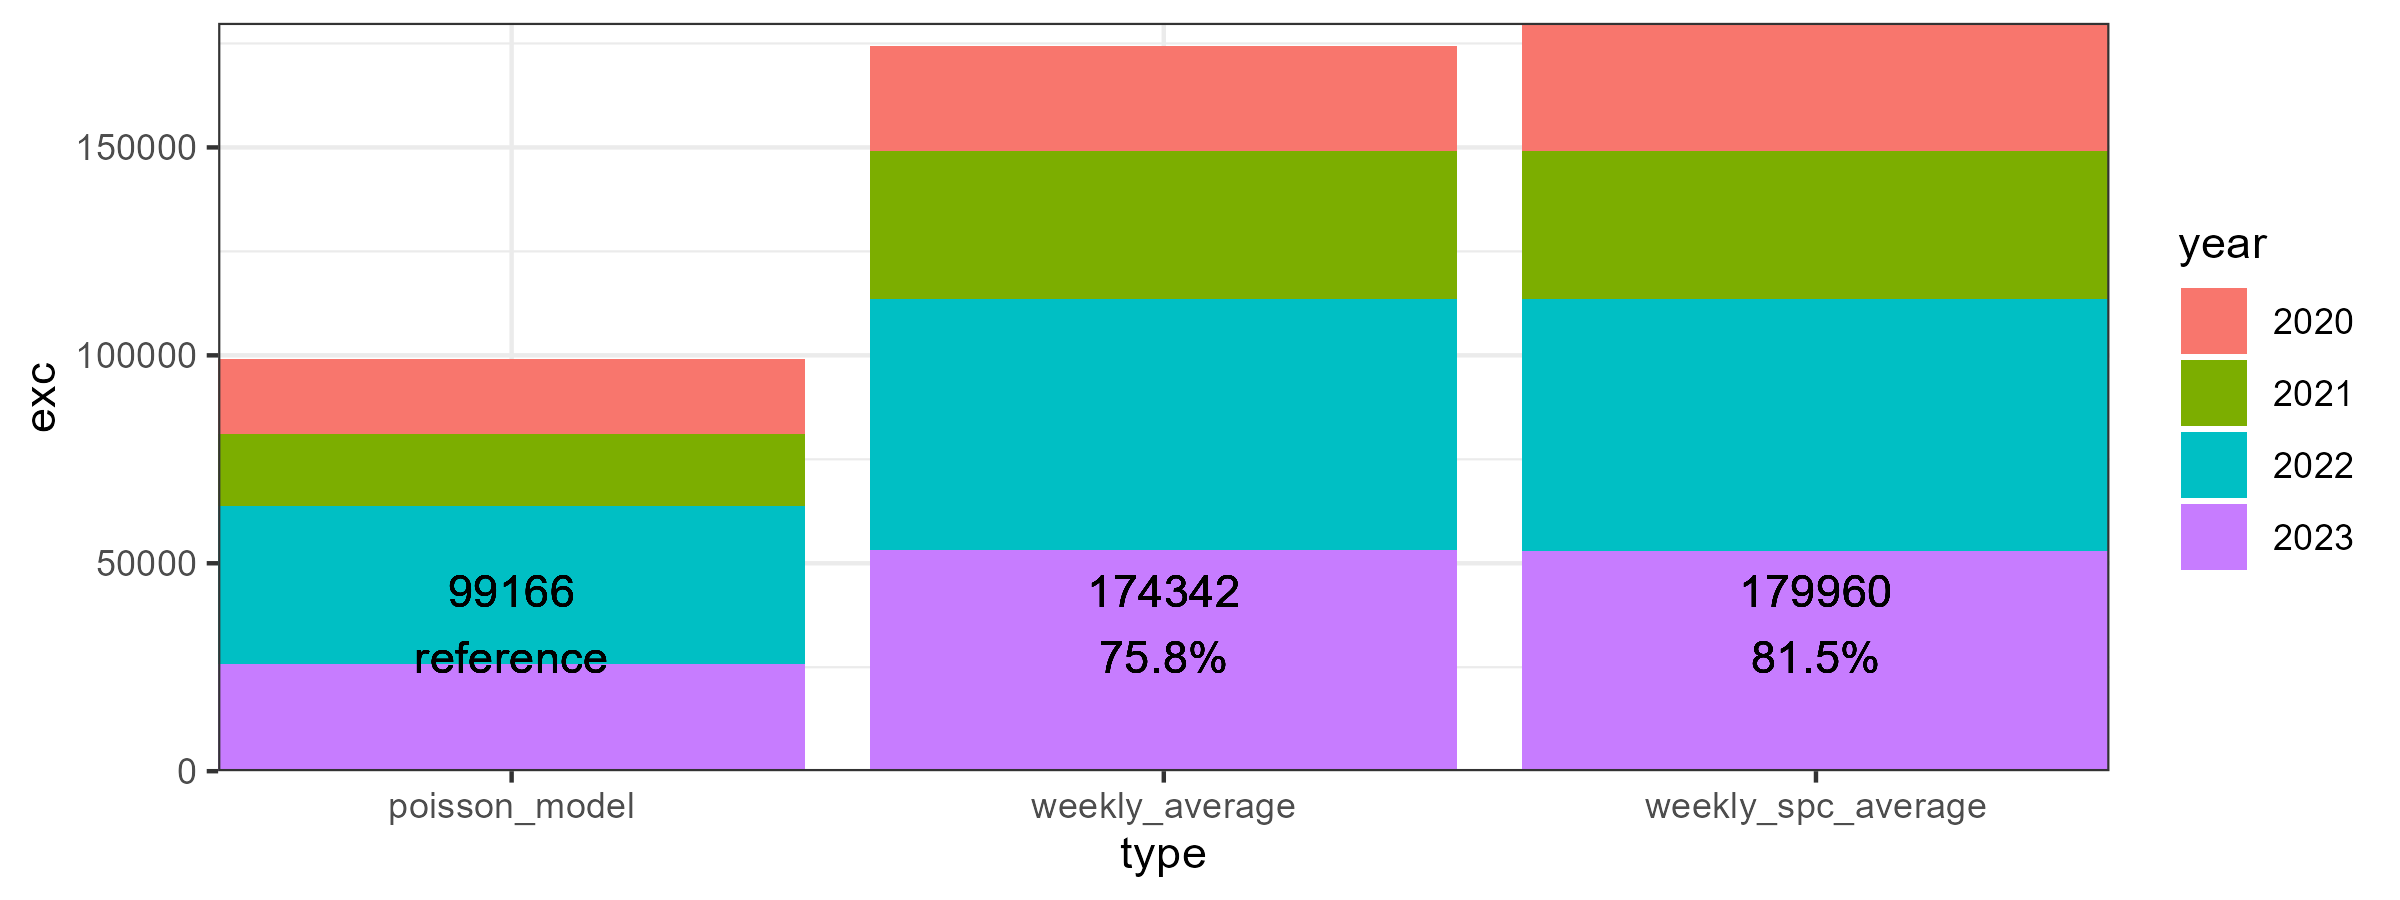 150000
100000
50000
0
exc
99166
reference
174342
75.8%
179960
81.5%
poisson_model
weekly_average
weekly_spc_average
type
year
2020
2021
2022
2023